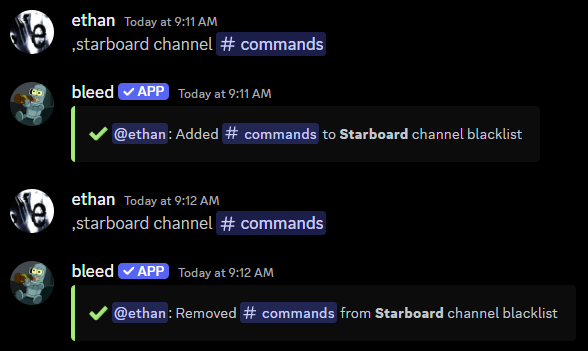 ethan Today at 9:11 AM
,starboard channel # commands
bleed ✓ APP Today at 9:11 AM
✔ @ethan: Added # commands to Starboard channel blacklist
ethan Today at 9:12 AM
,starboard channel # commands
bleed ✓ APP Today at 9:12 AM
✔ @ethan: Removed # commands from Starboard channel blacklist